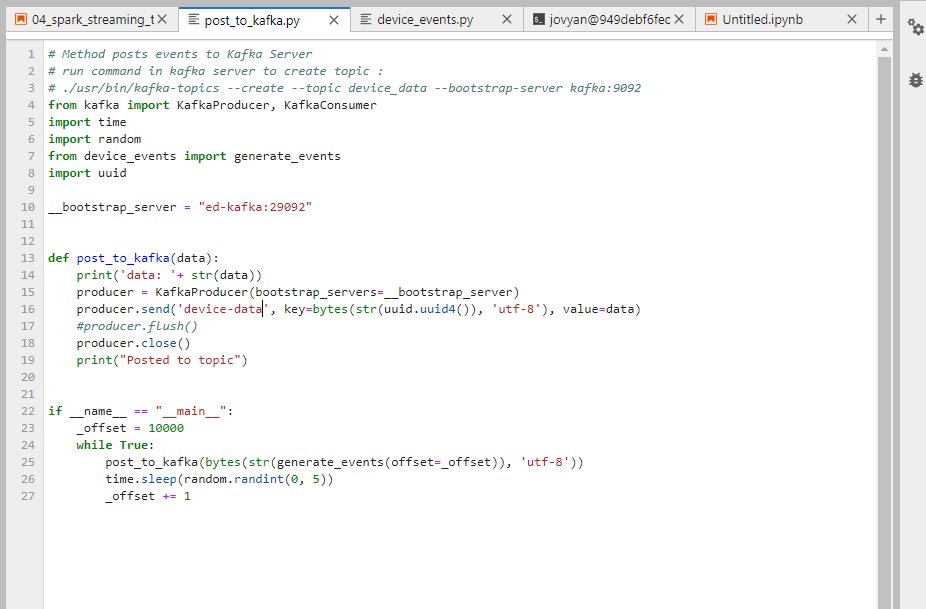 04_spark_streaming_t
post_to_kafka.py
device_events.py
jovyan@949debf6fec
Untitled.ipynb
1 # Method posts events to Kafka Server
2 # run command in kafka server to create topic :
3 # ./usr/bin/kafka-topics --create --topic device_data --bootstrap-server kafka:9092
4 from kafka import KafkaProducer, KafkaConsumer
5 import time
6 import random
7 from device_events import generate_events
8 import uuid
9
10 __bootstrap_server = "ed-kafka:29092"
11
12
13 def post_to_kafka(data):
14     print('data: '+ str(data))
15     producer = KafkaProducer(bootstrap_servers=__bootstrap_server)
16     producer.send('device-data', key=bytes(str(uuid.uuid4()), 'utf-8'), value=data)
17     #producer.flush()
18     producer.close()
19     print("Posted to topic")
20
21
22 if __name__ == "__main__":
23     _offset = 10000
24     while True:
25         post_to_kafka(bytes(str(generate_events(offset=_offset)), 'utf-8'))
26         time.sleep(random.randint(0, 5))
27         _offset += 1